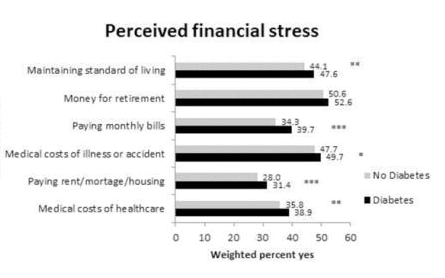 Perceived financial stress
Maintaining standard of living
44.1
**
47.6
Money for retirement
50.6
52.6
Paying monthly bills
34.3
39.7
***
Medical costs of illness or accident
47.7
49.7
*
Paying rent/mortage/housing
28.0
31.4
***
Medical costs of healthcare
35.8
38.9
**
No Diabetes
Diabetes
0 10 20 30 40 50 60
Weighted percent yes